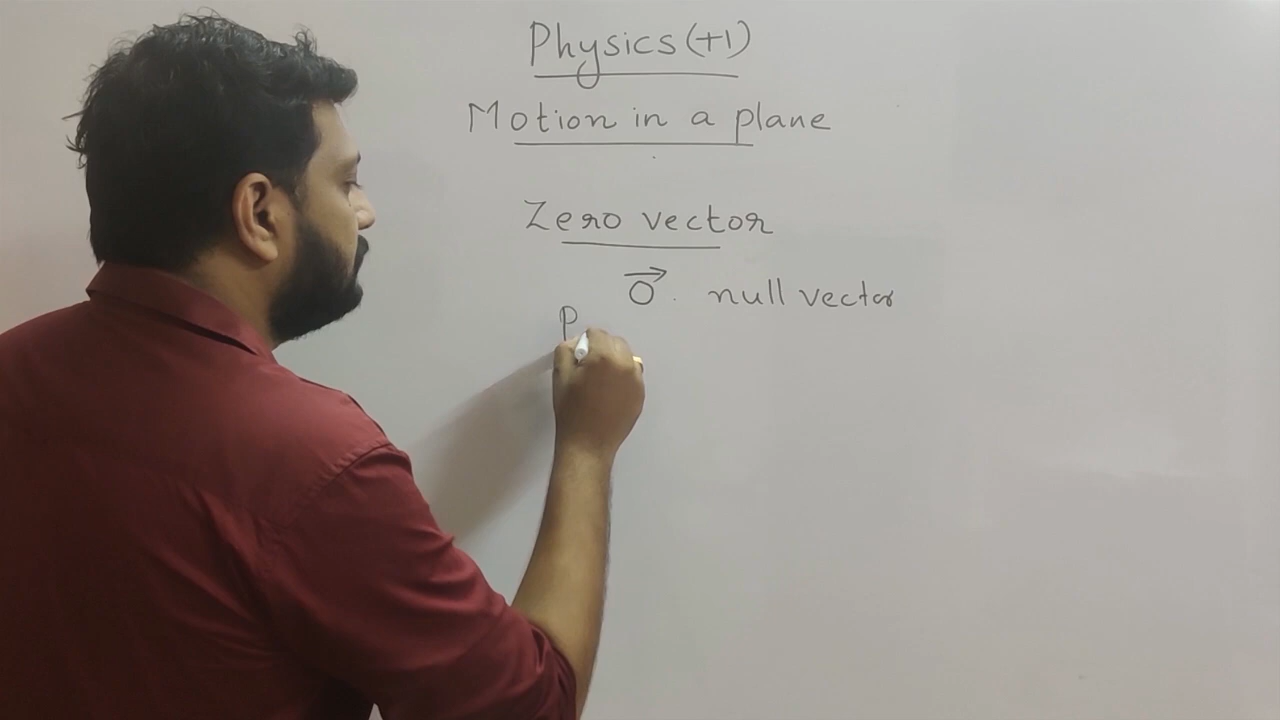 Physics (+1)
Motion in a plane
Zero vector
0⃗. null vector
P